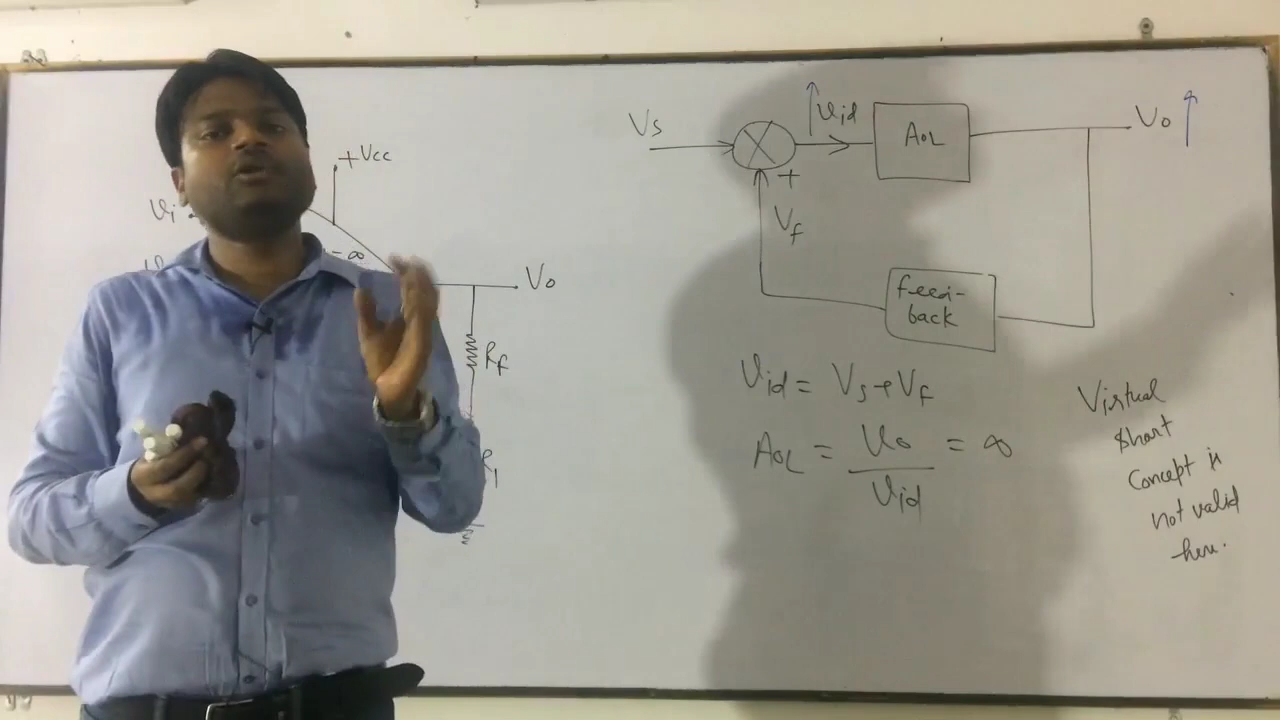 +Vcc
Vi
- ∞
Vo
Rf
R1
Vs
Vid
AOL
Vo
+
Vf
feed-
back
Vid = Vs + Vf
AOL = Vo / Vid = ∞
Virtual
short
Concept is
not valid
here.